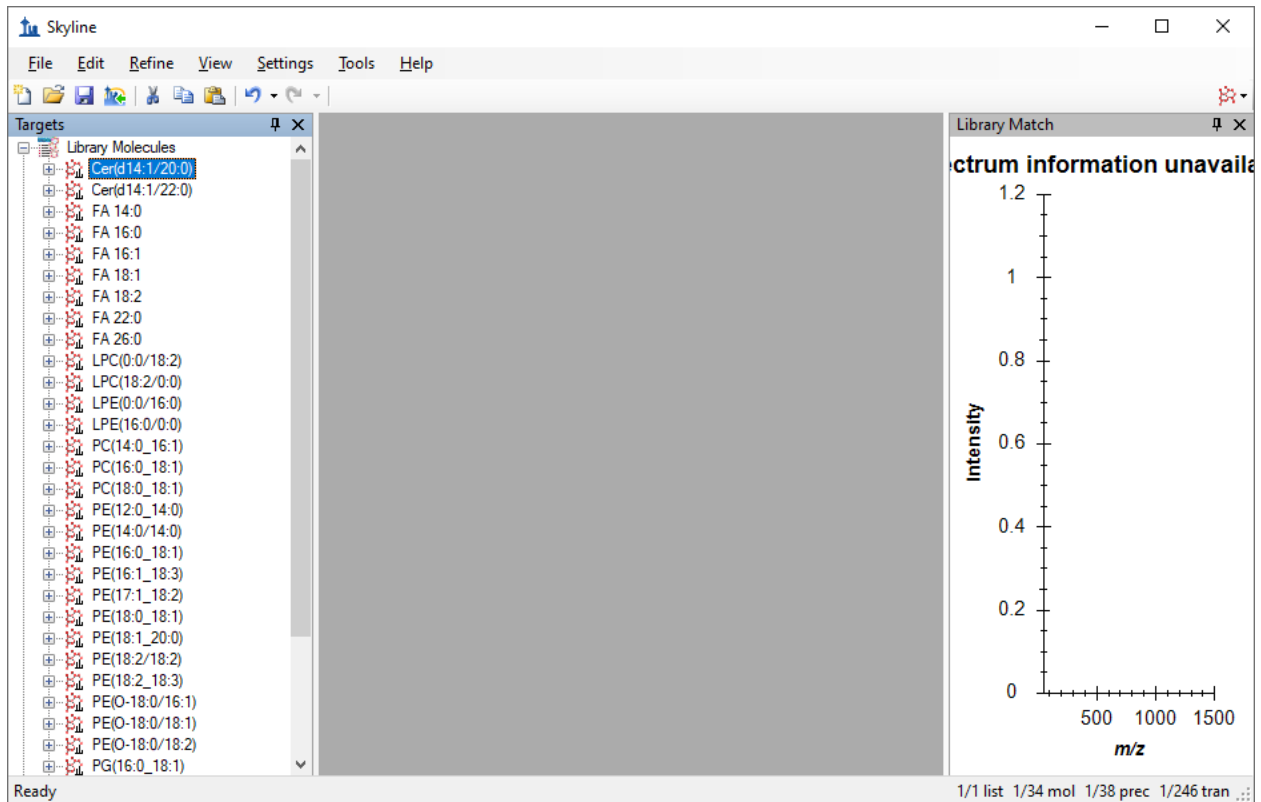 Skyline
File Edit Refine View Settings Tools Help
Targets
Library Molecules
Cer(d14:1/20:0)
Cer(d14:1/22:0)
FA 14:0
FA 16:0
FA 16:1
FA 18:1
FA 18:2
FA 22:0
FA 26:0
LPC(0:0/18:2)
LPC(18:2/0:0)
LPE(0:0/16:0)
LPE(16:0/0:0)
PC(14:0_16:1)
PC(16:0_18:1)
PC(18:0_18:1)
PE(12:0_14:0)
PE(14:0/14:0)
PE(16:0_18:1)
PE(16:1_18:3)
PE(17:1_18:2)
PE(18:0_18:1)
PE(18:1_20:0)
PE(18:2/18:2)
PE(18:2_18:3)
PE(O-18:0/16:1)
PE(O-18:0/18:1)
PE(O-18:0/18:2)
PG(16:0_18:1)
Library Match
ectrum information unavaila
1.2
1
0.8
0.6
0.4
0.2
0
Intensity
500 1000 1500
m/z
Ready
1/1 list 1/34 mol 1/38 prec 1/246 tran